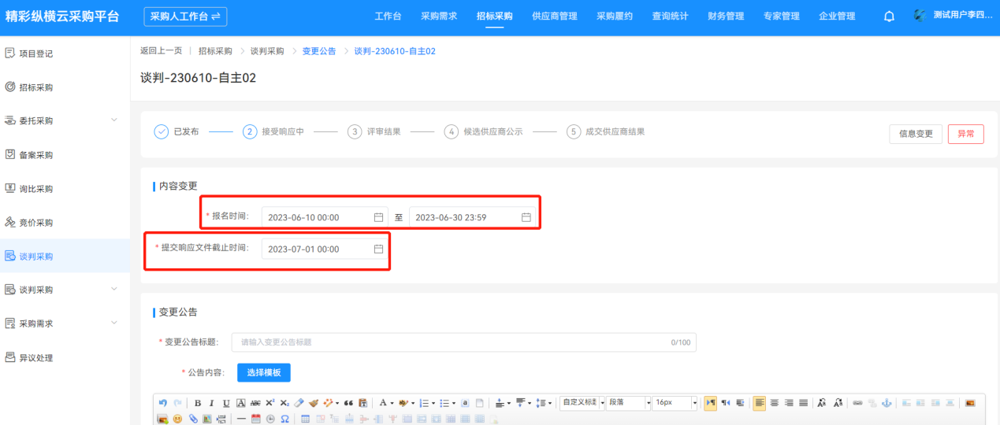 精彩纵横云采购平台 采购人工作台 工作台 采购需求 招标采购 供应商管理 采购履约 查询统计 财务管理 专家管理 企业管理 测试用户李四...
项目登记
招标采购
委托采购
备案采购
询比采购
竞价采购
谈判采购
谈判采购
采购需求
异议处理
返回上一页 | 招标采购 > 谈判采购 > 变更公告 > 谈判-230610-自主02
谈判-230610-自主02
已发布 2 接受响应中 3 评审结果 4 候选供应商公示 5 成交供应商结果 信息变更 异常
内容变更
* 报名时间: 2023-06-10 00:00 至 2023-06-30 23:59
* 提交响应文件截止时间: 2023-07-01 00:00
变更公告
* 变更公告标题: 请输入变更公告标题 0/100
* 公告内容: 选择模板
自定义标题 段落 16px